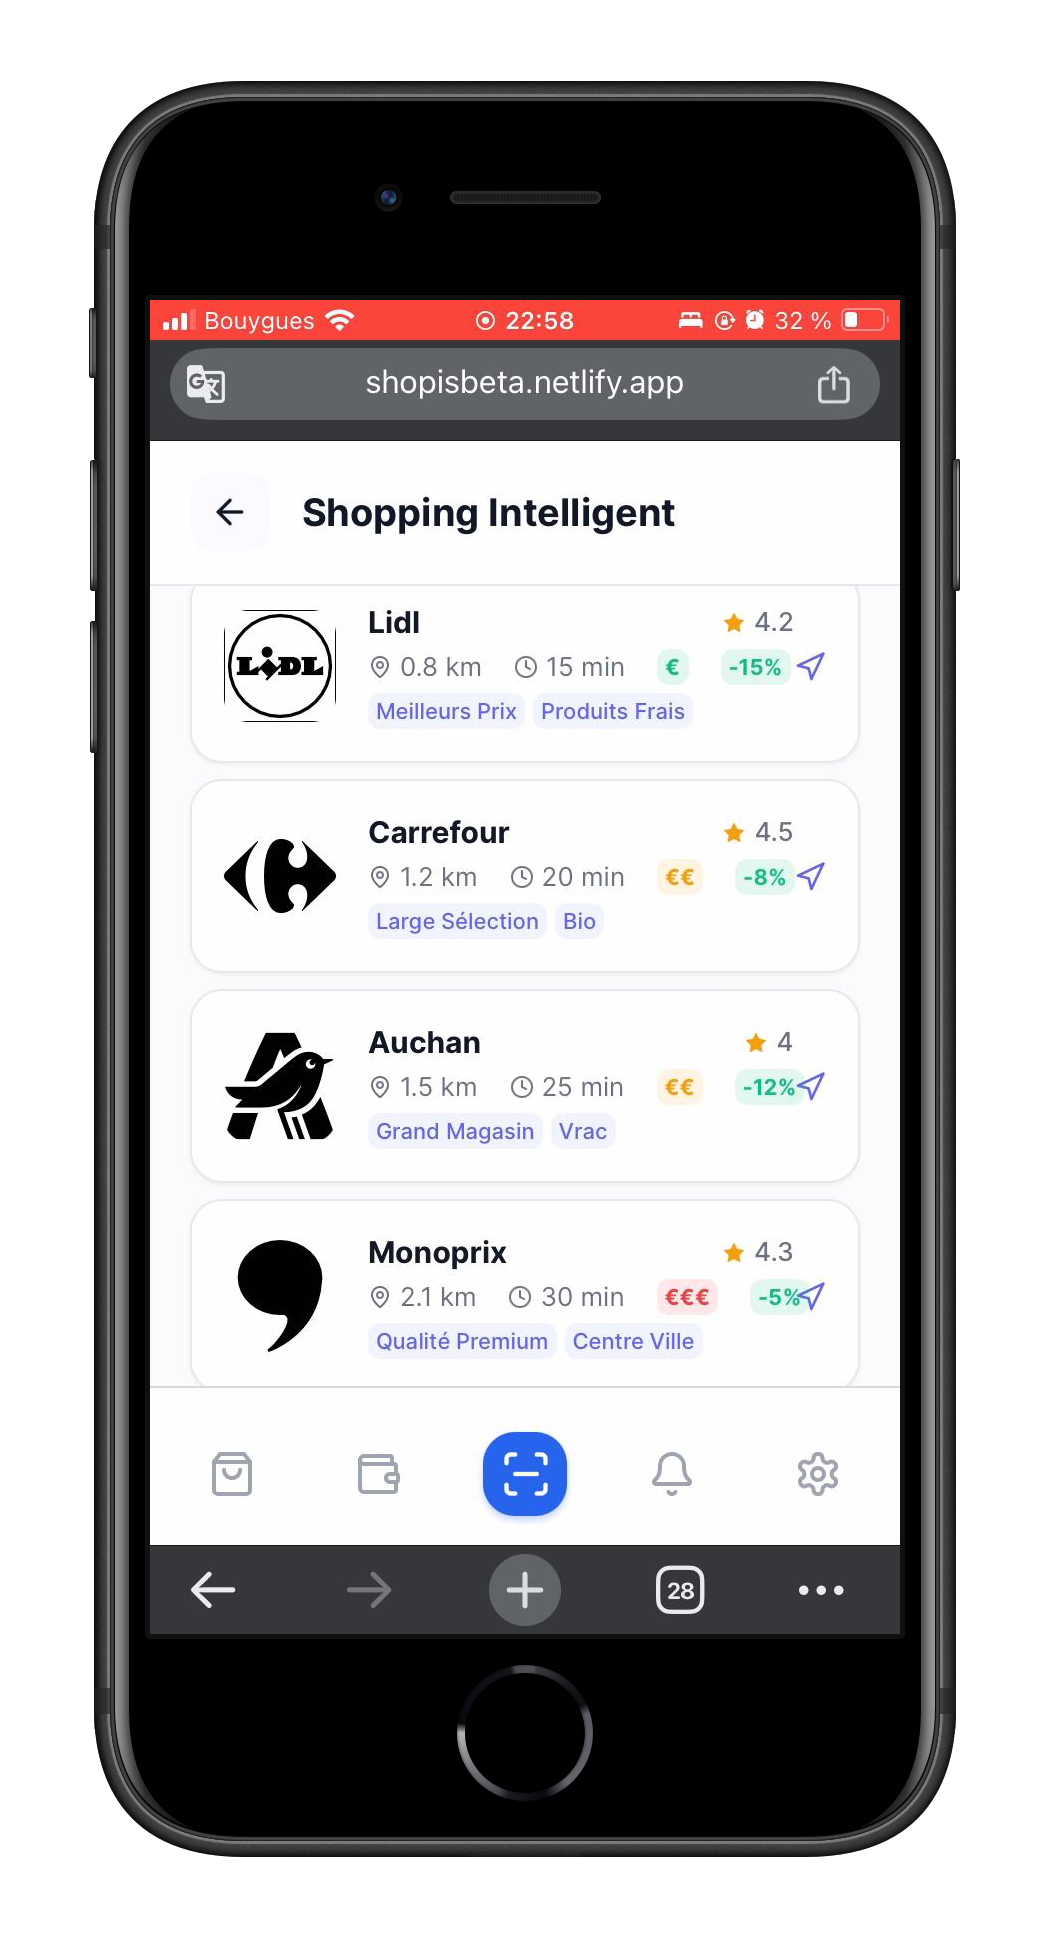 Bouygues 22:58 32 %
shopisbeta.netlify.app
Shopping Intelligent
Lidl 4.2
LIDL
0.8 km 15 min € -15%
Meilleurs Prix Produits Frais
Carrefour 4.5
1.2 km 20 min €€ -8%
Large Sélection Bio
Auchan 4
1.5 km 25 min €€ -12%
Grand Magasin Vrac
Monoprix 4.3
2.1 km 30 min €€€ -5%
Qualité Premium Centre Ville
28